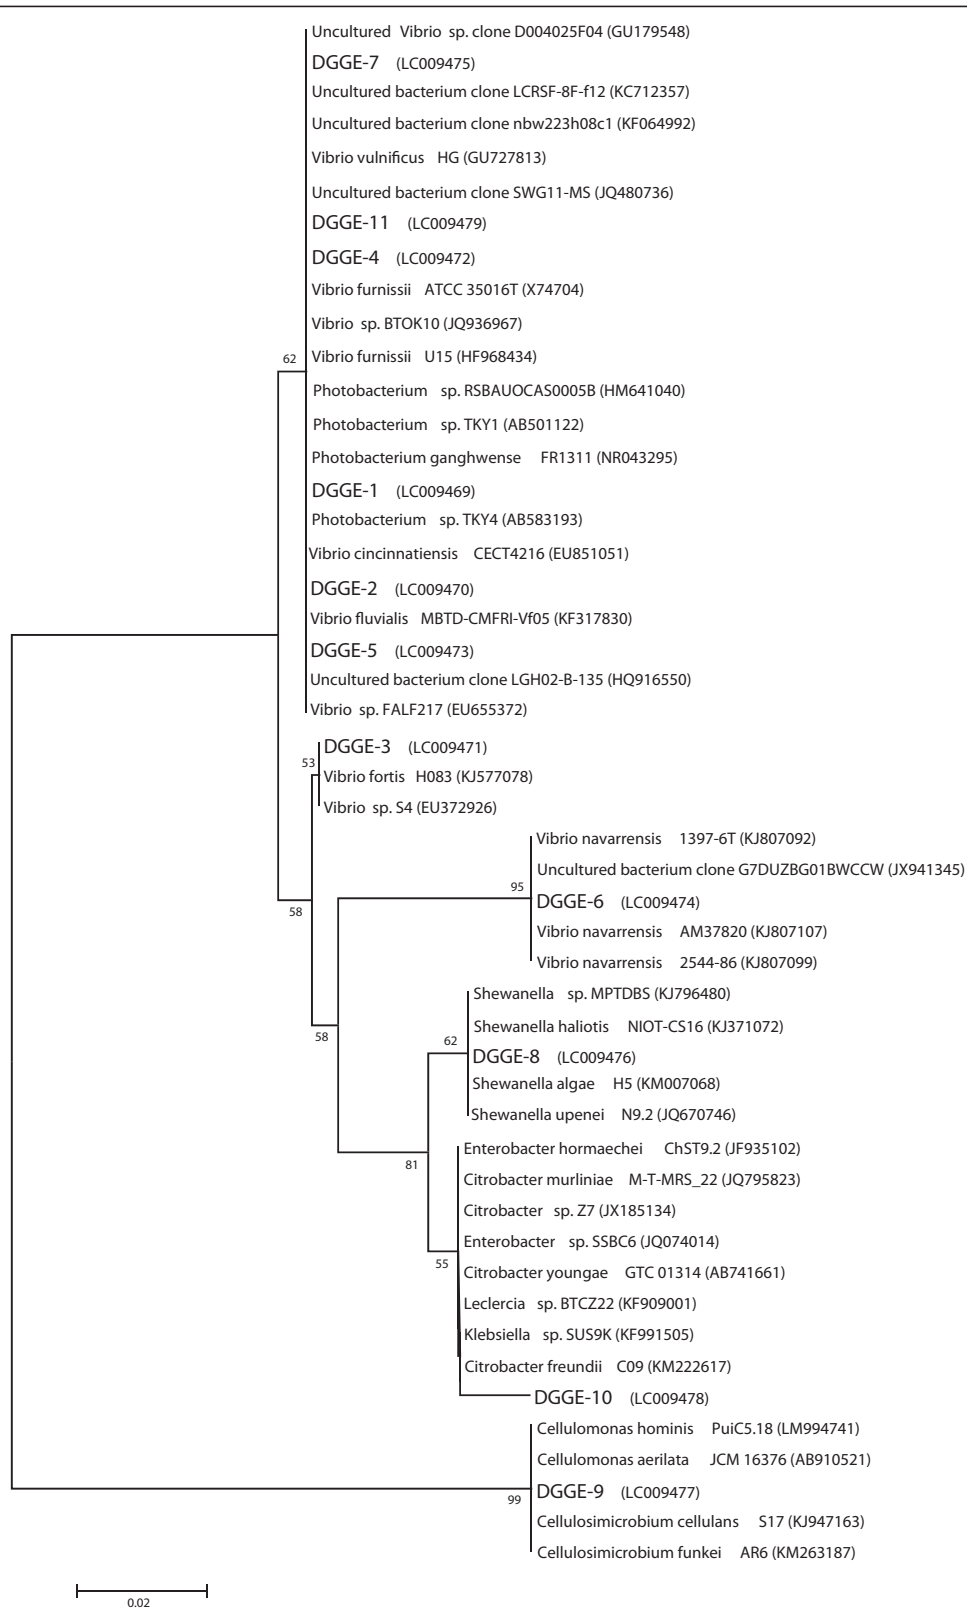 Uncultured Vibrio sp. clone D004025F04 (GU179548)
DGGE-7 (LC009475)
Uncultured bacterium clone LCRSF-8F-f12 (KC712357)
Uncultured bacterium clone nbw223h08c1 (KF064992)
Vibrio vulnificus HG (GU727813)
Uncultured bacterium clone SWG11-MS (JQ480736)
DGGE-11 (LC009479)
DGGE-4 (LC009472)
Vibrio furnissii ATCC 35016T (X74704)
Vibrio sp. BTOK10 (JQ936967)
62
Vibrio furnissii U15 (HF968434)
Photobacterium sp. RSBAUOCAS0005B (HM641040)
Photobacterium sp. TKY1 (AB501122)
Photobacterium ganghwense FR1311 (NR043295)
DGGE-1 (LC009469)
Photobacterium sp. TKY4 (AB583193)
Vibrio cincinnatiensis CECT4216 (EU851051)
DGGE-2 (LC009470)
Vibrio fluvialis MBTD-CMFRI-Vf05 (KF317830)
DGGE-5 (LC009473)
Uncultured bacterium clone LGH02-B-135 (HQ916550)
Vibrio sp. FALF217 (EU655372)
DGGE-3 (LC009471)
53
Vibrio fortis H083 (KJ577078)
Vibrio sp. S4 (EU372926)
Vibrio navarrensis 1397-6T (KJ807092)
Uncultured bacterium clone G7DUZBG01BWCCW (JX941345)
95
DGGE-6 (LC009474)
58
Vibrio navarrensis AM37820 (KJ807107)
Vibrio navarrensis 2544-86 (KJ807099)
Shewanella sp. MPTDBS (KJ796480)
Shewanella haliotis NIOT-CS16 (KJ371072)
58
62
DGGE-8 (LC009476)
Shewanella algae H5 (KM007068)
Shewanella upenei N9.2 (JQ670746)
Enterobacter hormaechei ChST9.2 (JF935102)
81
Citrobacter murliniae M-T-MRS_22 (JQ795823)
Citrobacter sp. Z7 (JX185134)
Enterobacter sp. SSBC6 (JQ074014)
55
Citrobacter youngae GTC 01314 (AB741661)
Leclercia sp. BTCZ22 (KF909001)
Klebsiella sp. SUS9K (KF991505)
Citrobacter freundii C09 (KM222617)
DGGE-10 (LC009478)
Cellulomonas hominis PuiC5.18 (LM994741)
Cellulomonas aerilata JCM 16376 (AB910521)
DGGE-9 (LC009477)
99
Cellulosimicrobium cellulans S17 (KJ947163)
Cellulosimicrobium funkei AR6 (KM263187)
0.02